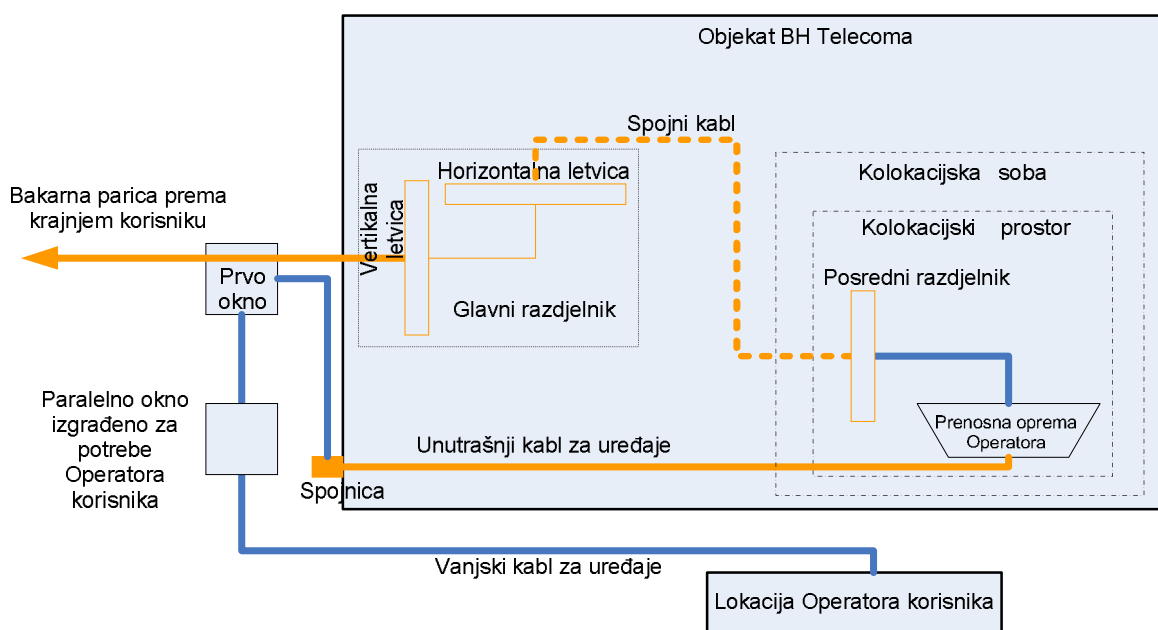 Objekat BH Telecoma
Spojni kabl
Horizontalna letvica
Vertikalna
letvica
Glavni razdjelnik
Kolokacijska soba
Kolokacijski prostor
Posredni razdjelnik
Prenosna oprema
Operatora
Bakarna parica prema
krajnjem korisniku
Prvo
okno
Paralelno okno
izgrađeno za
potrebe
Operatora
korisnika
Unutrašnji kabl za uređaje
Spojnica
Vanjski kabl za uređaje
Lokacija Operatora korisnika